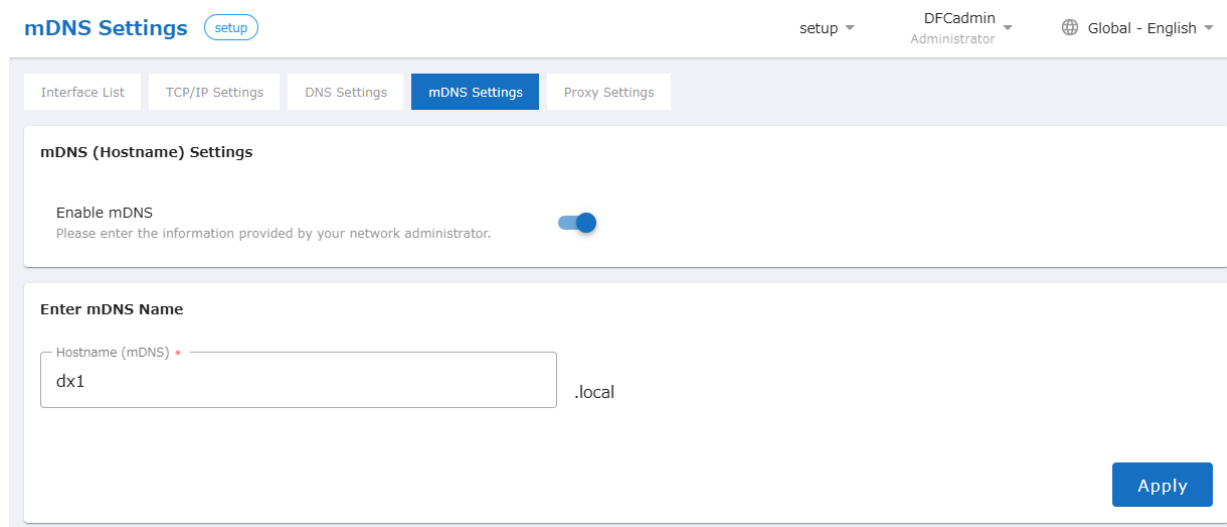 mDNS Settings setup setup DFCadmin Administrator Global - English
Interface List TCP/IP Settings DNS Settings mDNS Settings Proxy Settings
mDNS (Hostname) Settings
Enable mDNS
Please enter the information provided by your network administrator.
Enter mDNS Name
Hostname (mDNS) *
dx1 .local
Apply